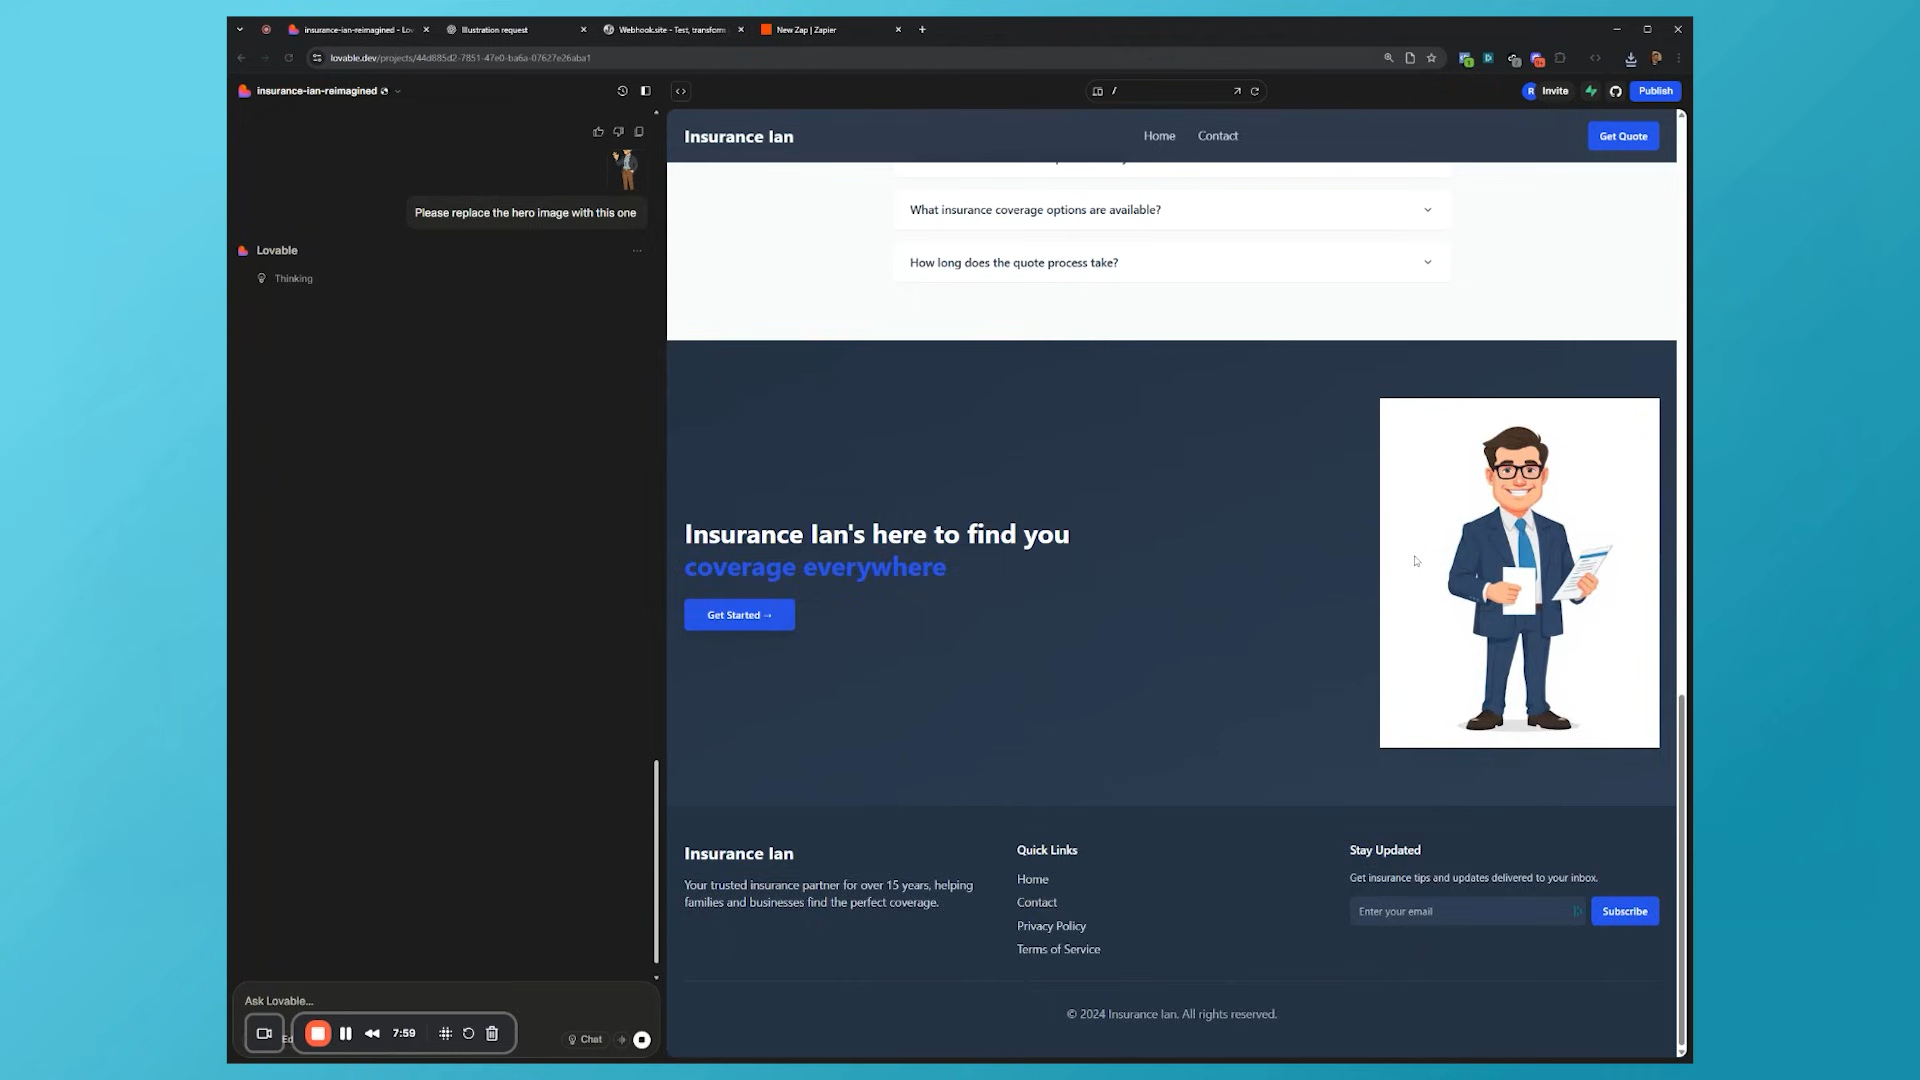 insurance-ian-reimagined - Lov
Illustration request
Webhook.site - Test, transform
New Zap | Zapier
lovable.dev/projects/44d885d2-7851-47e0-ba6a-07627e26aba1
insurance-ian-reimagined
/
R
Invite
Publish
Please replace the hero image with this one
Lovable
Thinking
Insurance Ian
Home
Contact
Get Quote
What insurance coverage options are available?
How long does the quote process take?
Insurance Ian's here to find you
coverage everywhere
Get Started →
Insurance Ian
Your trusted insurance partner for over 15 years, helping
families and businesses find the perfect coverage.
Quick Links
Home
Contact
Privacy Policy
Terms of Service
Stay Updated
Get insurance tips and updates delivered to your inbox.
Enter your email
Subscribe
© 2024 Insurance Ian. All rights reserved.
Ask Lovable...
Ed
7:59
Chat